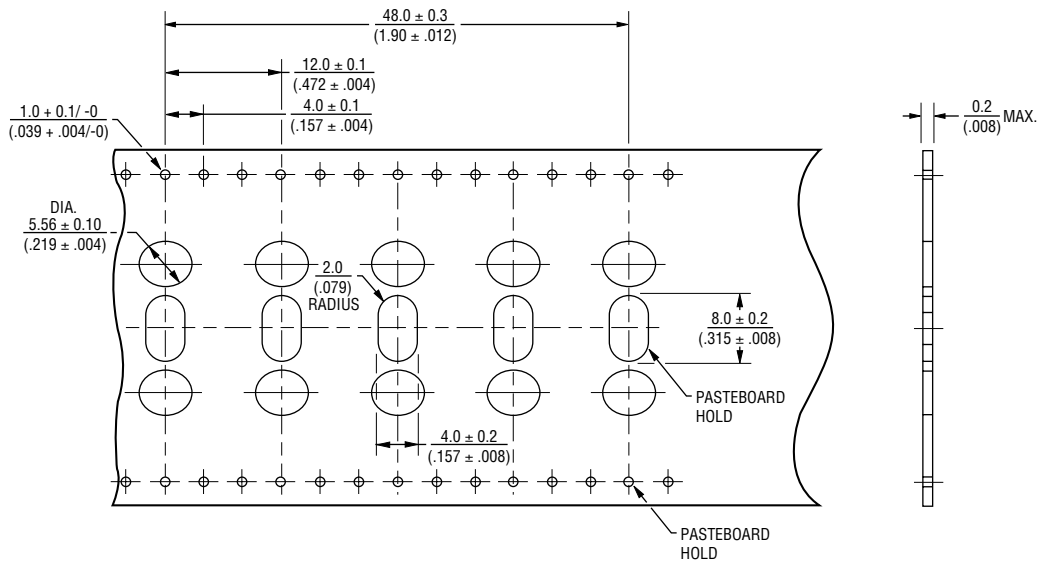 48.0 ± 0.3
(1.90 ± .012)
12.0 ± 0.1
(.472 ± .004)
4.0 ± 0.1
(.157 ± .004)
1.0 + 0.1/ -0
(.039 + .004/-0)
0.2
(.008)
MAX.
DIA.
5.56 ± 0.10
(.219 ± .004)
2.0
(.079)
RADIUS
8.0 ± 0.2
(.315 ± .008)
PASTEBOARD
HOLD
4.0 ± 0.2
(.157 ± .008)
PASTEBOARD
HOLD